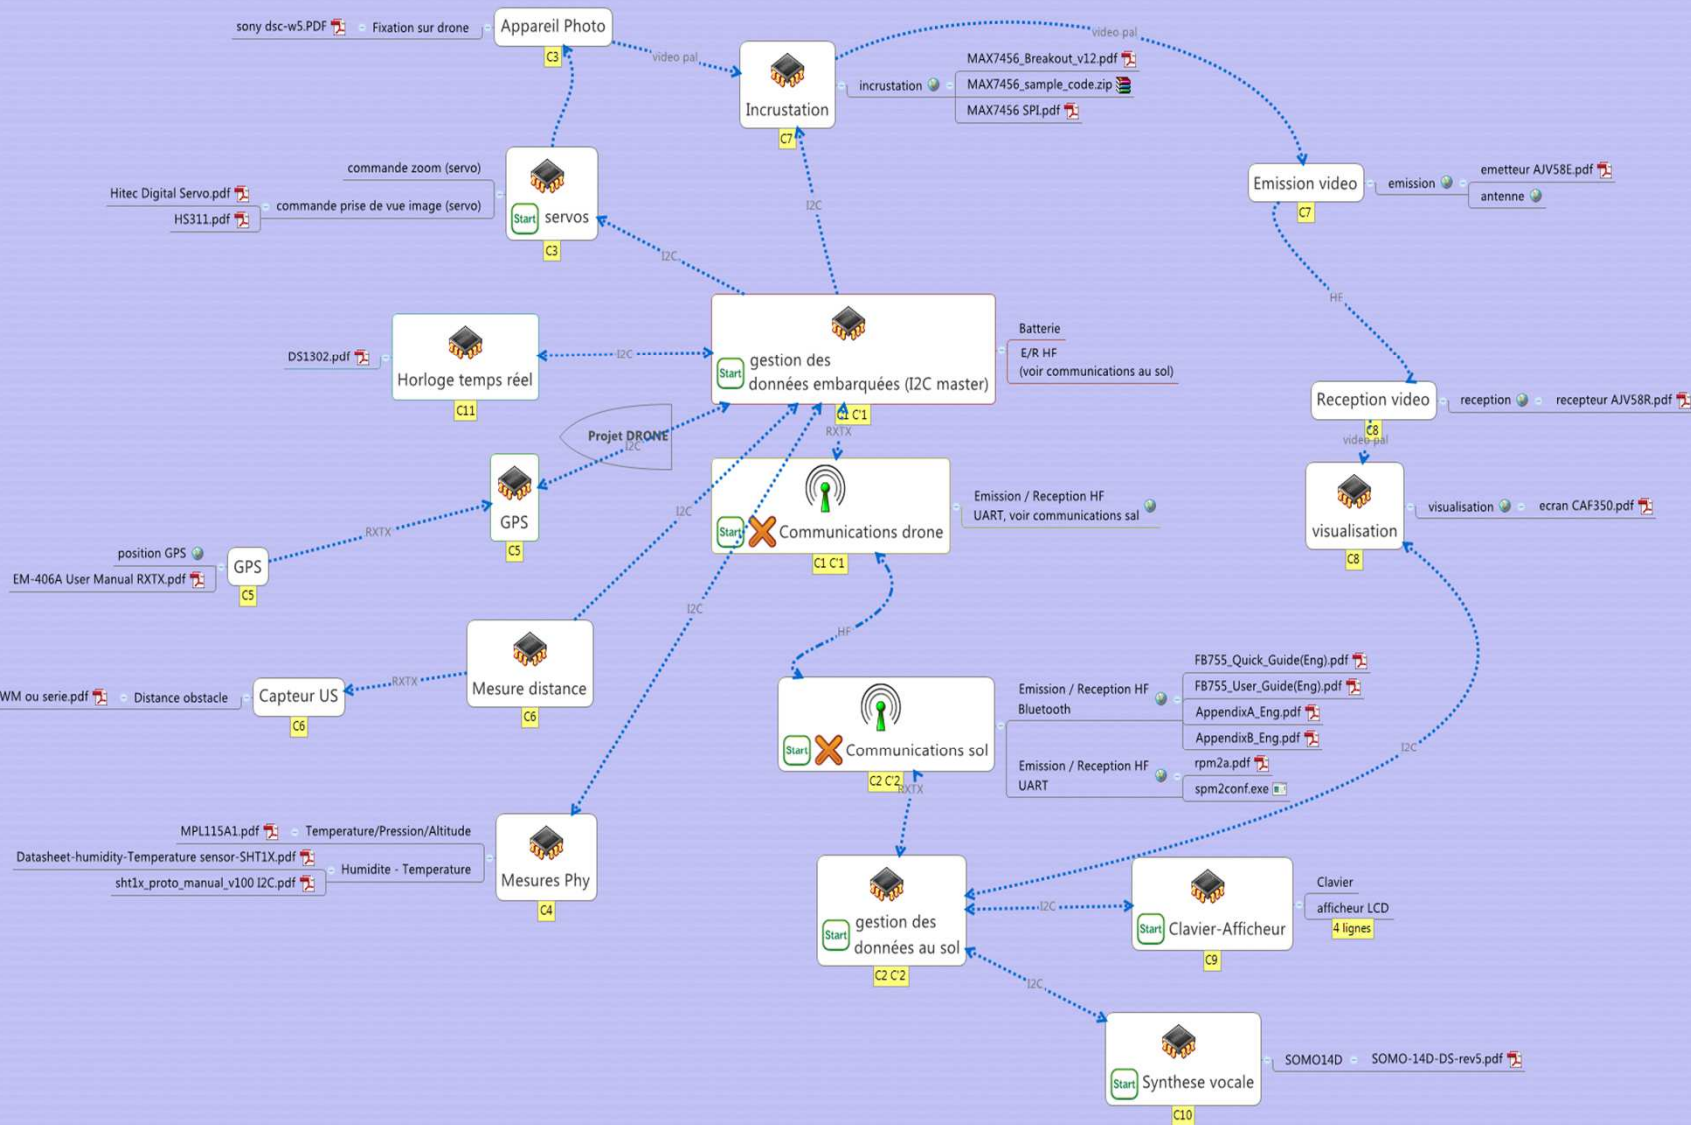 sony dsc-w5.PDF
Fixation sur drone
Appareil Photo
C3
video pal
Incrustation
C7
incrustation
MAX7456_Breakout_v12.pdf
MAX7456_sample_code.zip
MAX7456 SPI.pdf
video pal
commande zoom (servo)
Hitec Digital Servo.pdf
HS311.pdf
commande prise de vue image (servo)
Start
servos
C3
I2C
I2C
Emission video
C7
emission
emetteur AJV58E.pdf
antenne
HF
DS1302.pdf
Horloge temps réel
C11
I2C
Start
gestion des
données embarquées (I2C master)
C1 C'1
Batterie
E/R HF
(voir communications au sol)
Reception video
C8
reception
recepteur AJV58R.pdf
video pal
Projet DRONE
I2C
RXTX
GPS
C5
RXTX
position GPS
EM-406A User Manual RXTX.pdf
GPS
C5
I2C
Start
Communications drone
C1 C'1
Emission / Reception HF
UART, voir communications sal
visualisation
C8
visualisation
ecran CAF350.pdf
I2C
HF
Mesure distance
C6
RXTX
WM ou serie.pdf
Distance obstacle
Capteur US
C6
Start
Communications sol
C2 C'2
RXTX
Emission / Reception HF
Bluetooth
FB755_Quick_Guide(Eng).pdf
FB755_User_Guide(Eng).pdf
AppendixA_Eng.pdf
AppendixB_Eng.pdf
Emission / Reception HF
UART
rpm2a.pdf
spm2conf.exe
I2C
MPL115A1.pdf
Temperature/Pression/Altitude
Datasheet-humidity-Temperature sensor-SHT1X.pdf
sht1x_proto_manual_v100 I2C.pdf
Humidite - Temperature
Mesures Phy
C4
Start
gestion des
données au sol
C2 C'2
I2C
Start
Clavier-Afficheur
C9
Clavier
afficheur LCD
4 lignes
I2C
Start
Synthese vocale
C10
SOMO14D
SOMO-14D-DS-rev5.pdf